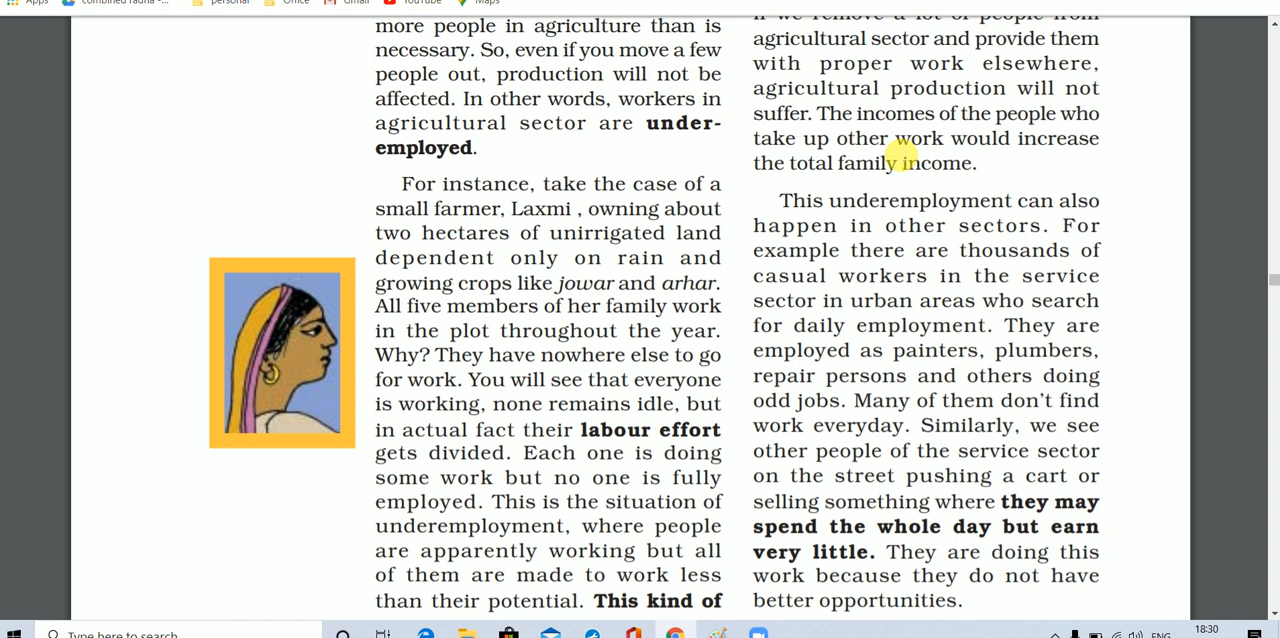 Apps
combined radha -...
personal
Office
Gmail
YouTube
Maps
more people in agriculture than is
necessary. So, even if you move a few
people out, production will not be
affected. In other words, workers in
agricultural sector are under-
employed.
For instance, take the case of a
small farmer, Laxmi , owning about
two hectares of unirrigated land
dependent only on rain and
growing crops like jowar and arhar.
All five members of her family work
in the plot throughout the year.
Why? They have nowhere else to go
for work. You will see that everyone
is working, none remains idle, but
in actual fact their labour effort
gets divided. Each one is doing
some work but no one is fully
employed. This is the situation of
underemployment, where people
are apparently working but all
of them are made to work less
than their potential. This kind of
if we remove a lot of people from
agricultural sector and provide them
with proper work elsewhere,
agricultural production will not
suffer. The incomes of the people who
take up other work would increase
the total family income.
This underemployment can also
happen in other sectors. For
example there are thousands of
casual workers in the service
sector in urban areas who search
for daily employment. They are
employed as painters, plumbers,
repair persons and others doing
odd jobs. Many of them don't find
work everyday. Similarly, we see
other people of the service sector
on the street pushing a cart or
selling something where they may
spend the whole day but earn
very little. They are doing this
work because they do not have
better opportunities.
Type here to search
ENG
18:30